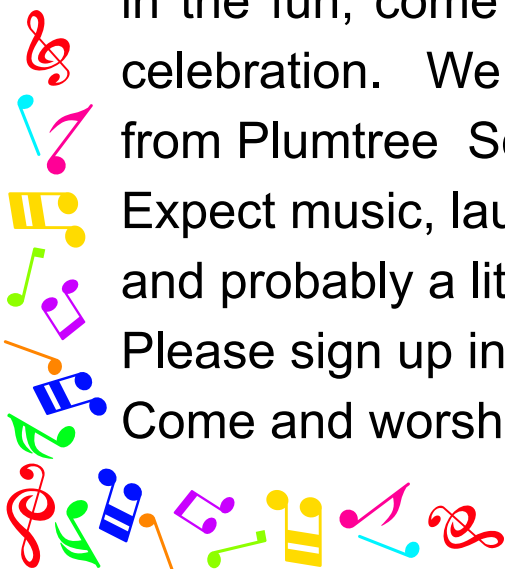 in the fun, come
celebration. We
from Plumtree S
Expect music, lau
and probably a lit
Please sign up in
Come and worsh